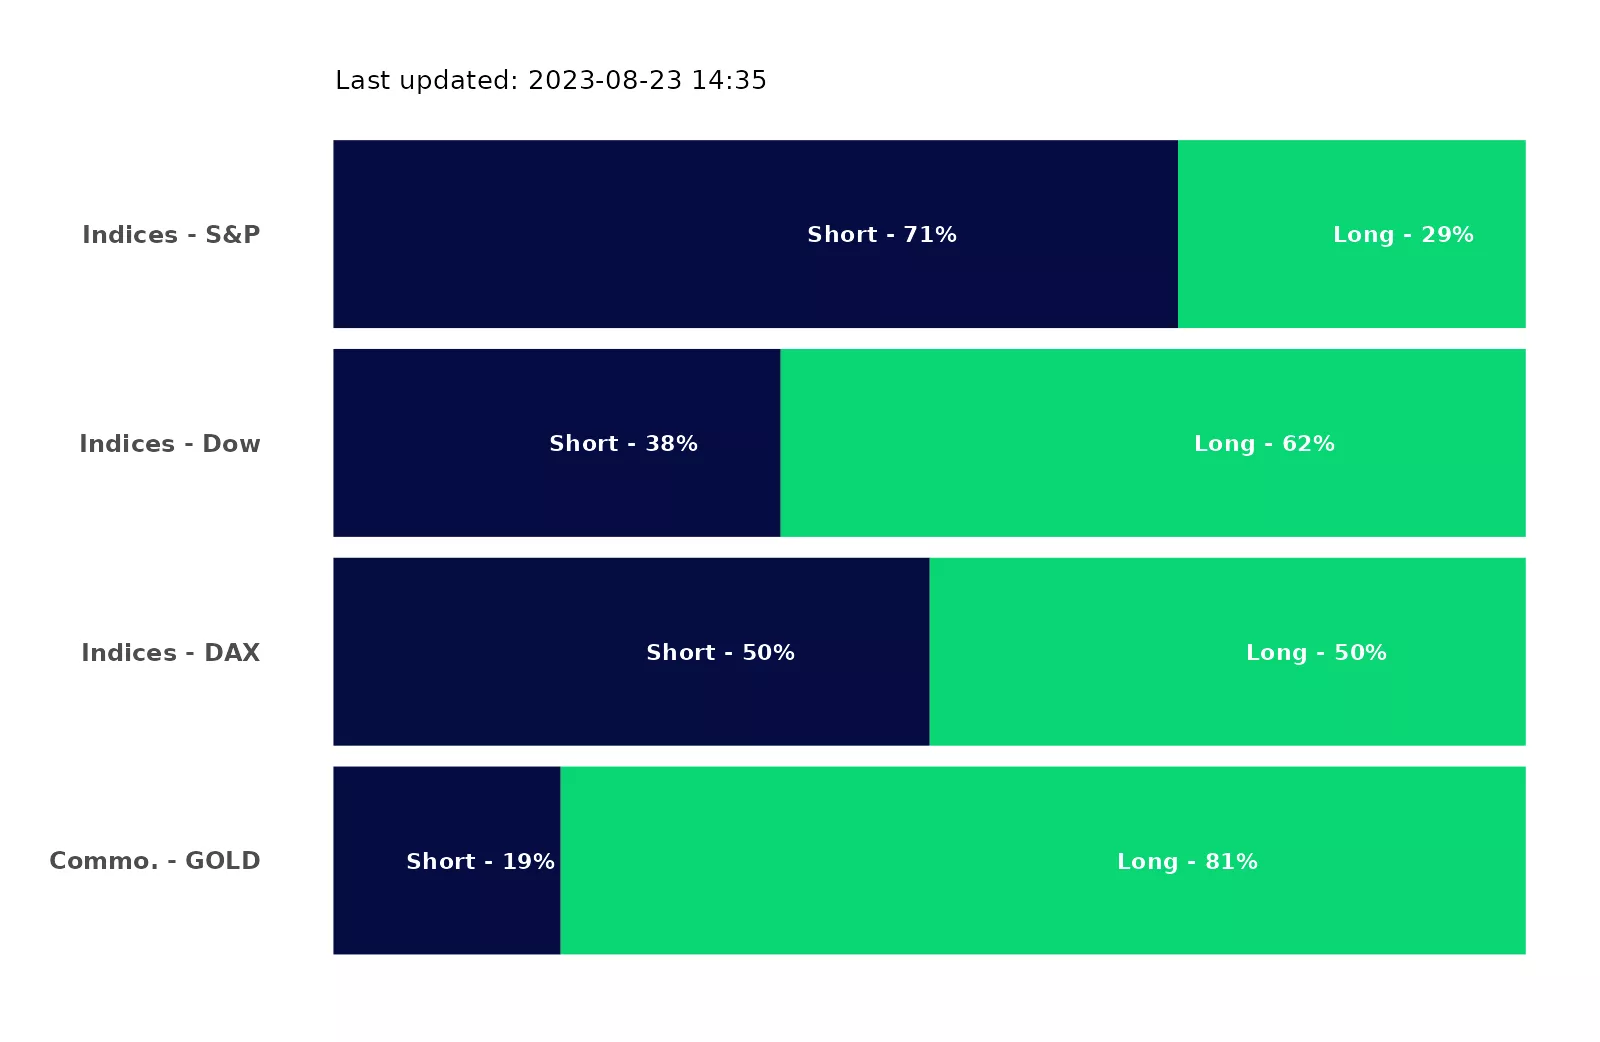 Last updated: 2023-08-23 14:35
Indices - S&P
Short - 71%
Long - 29%
Indices - Dow
Short - 38%
Long - 62%
Indices - DAX
Short - 50%
Long - 50%
Commo. - GOLD
Short - 19%
Long - 81%